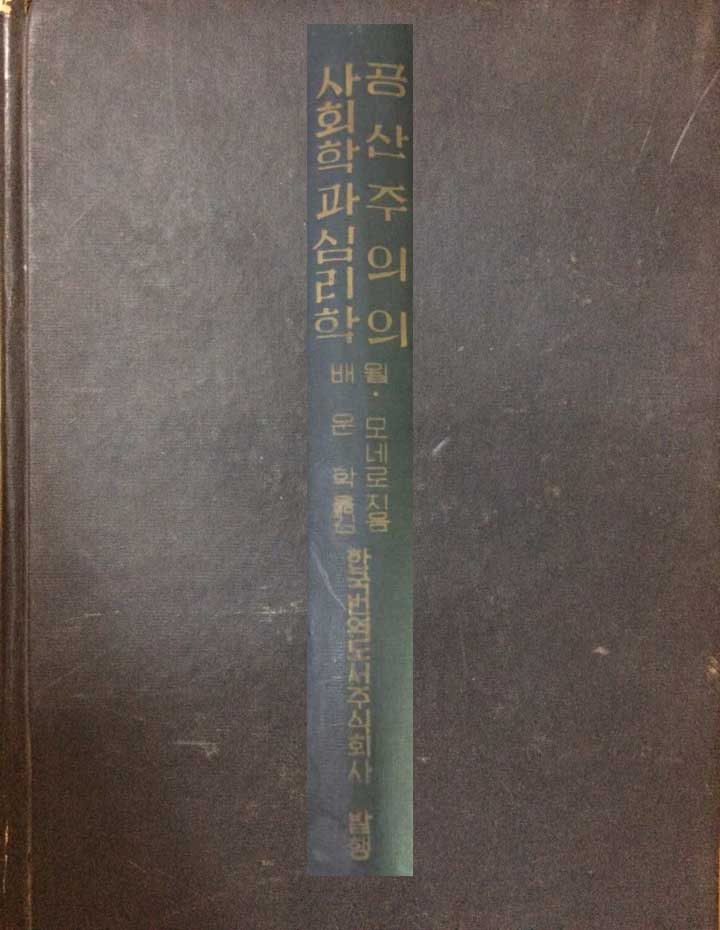 공산주의의
사회학과심리학
쥘·모네로지음
배운학옮김
한국번역도서주식회사 발행